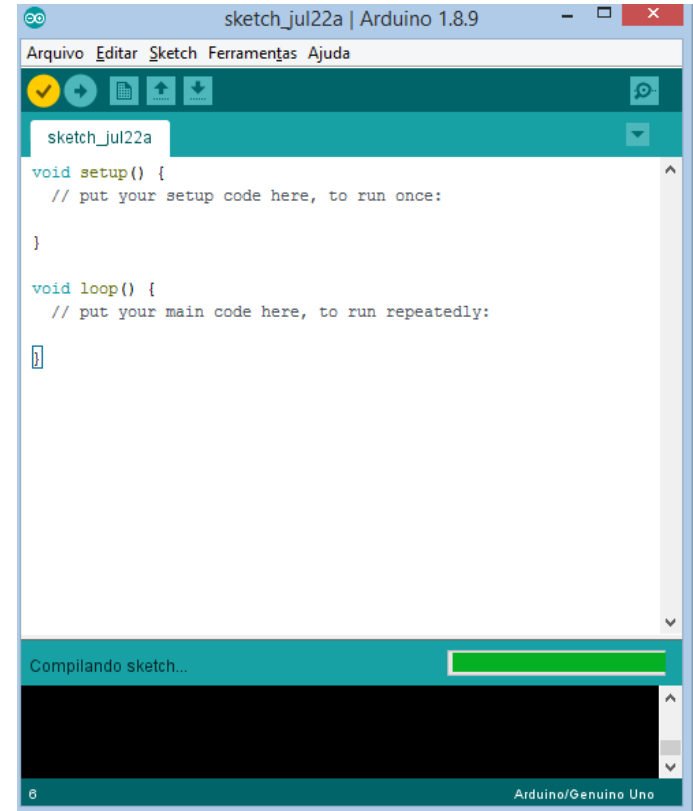 sketch_jul22a | Arduino 1.8.9
Arquivo Editar Sketch Ferramentas Ajuda
sketch_jul22a
void setup() {
  // put your setup code here, to run once:
}
void loop() {
  // put your main code here, to run repeatedly:
}
Compilando sketch...
6 Arduino/Genuino Uno